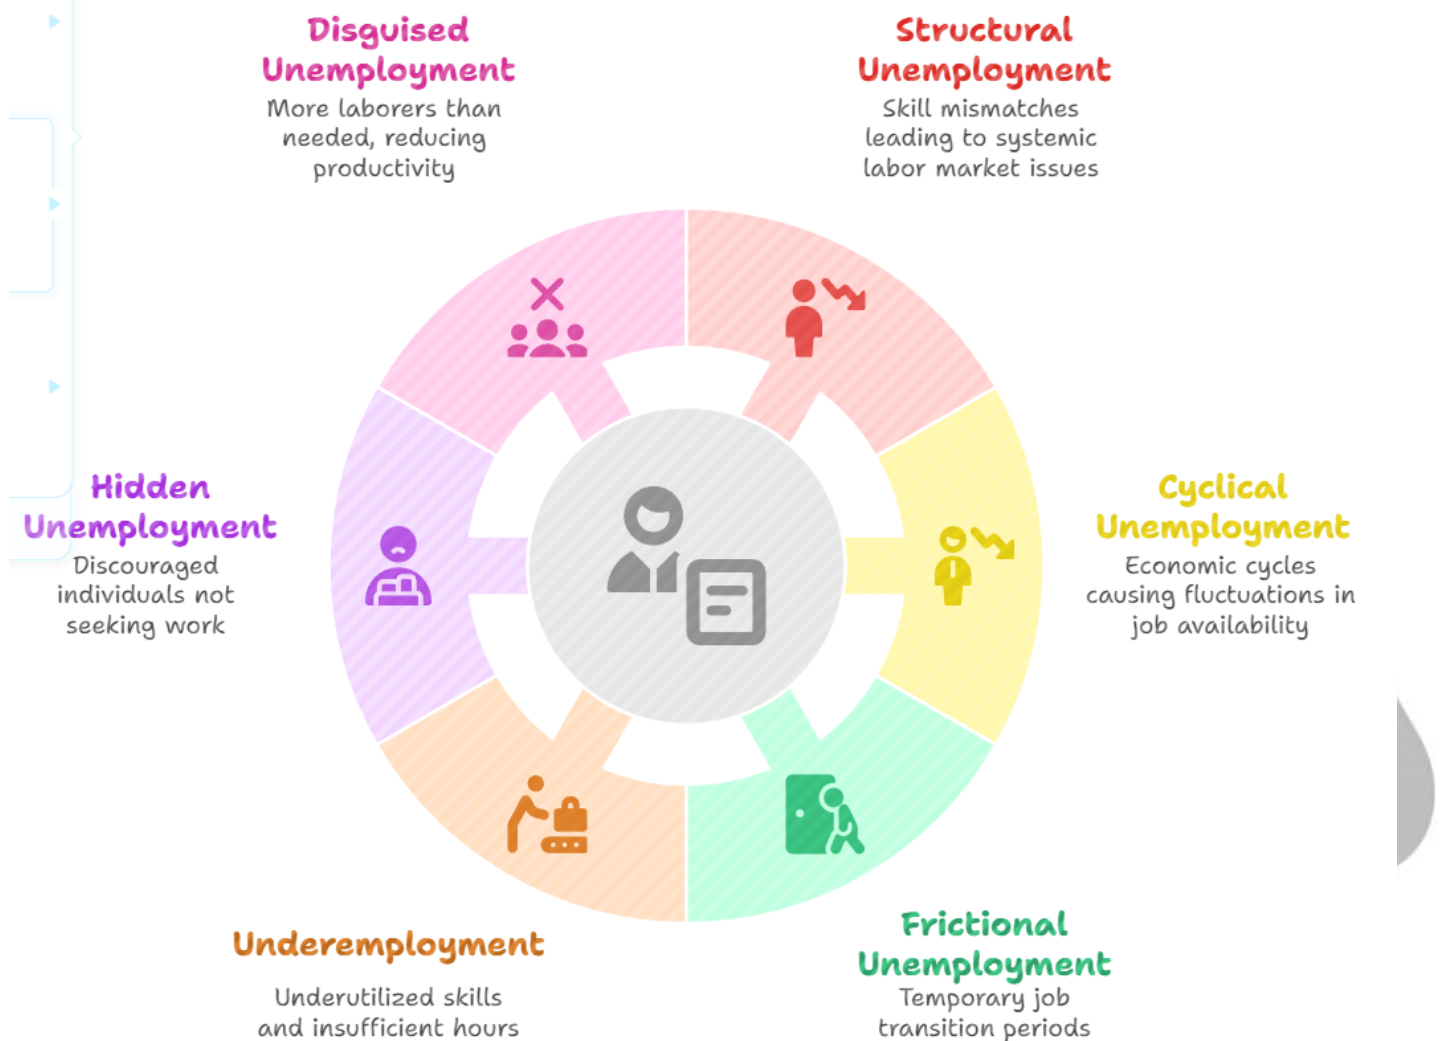 Disguised
Unemployment
More laborers than
needed, reducing
productivity
Structural
Unemployment
Skill mismatches
leading to systemic
labor market issues
Hidden
Unemployment
Discouraged
individuals not
seeking work
Cyclical
Unemployment
Economic cycles
causing fluctuations in
job availability
Underemployment
Underutilized skills
and insufficient hours
Frictional
Unemployment
Temporary job
transition periods